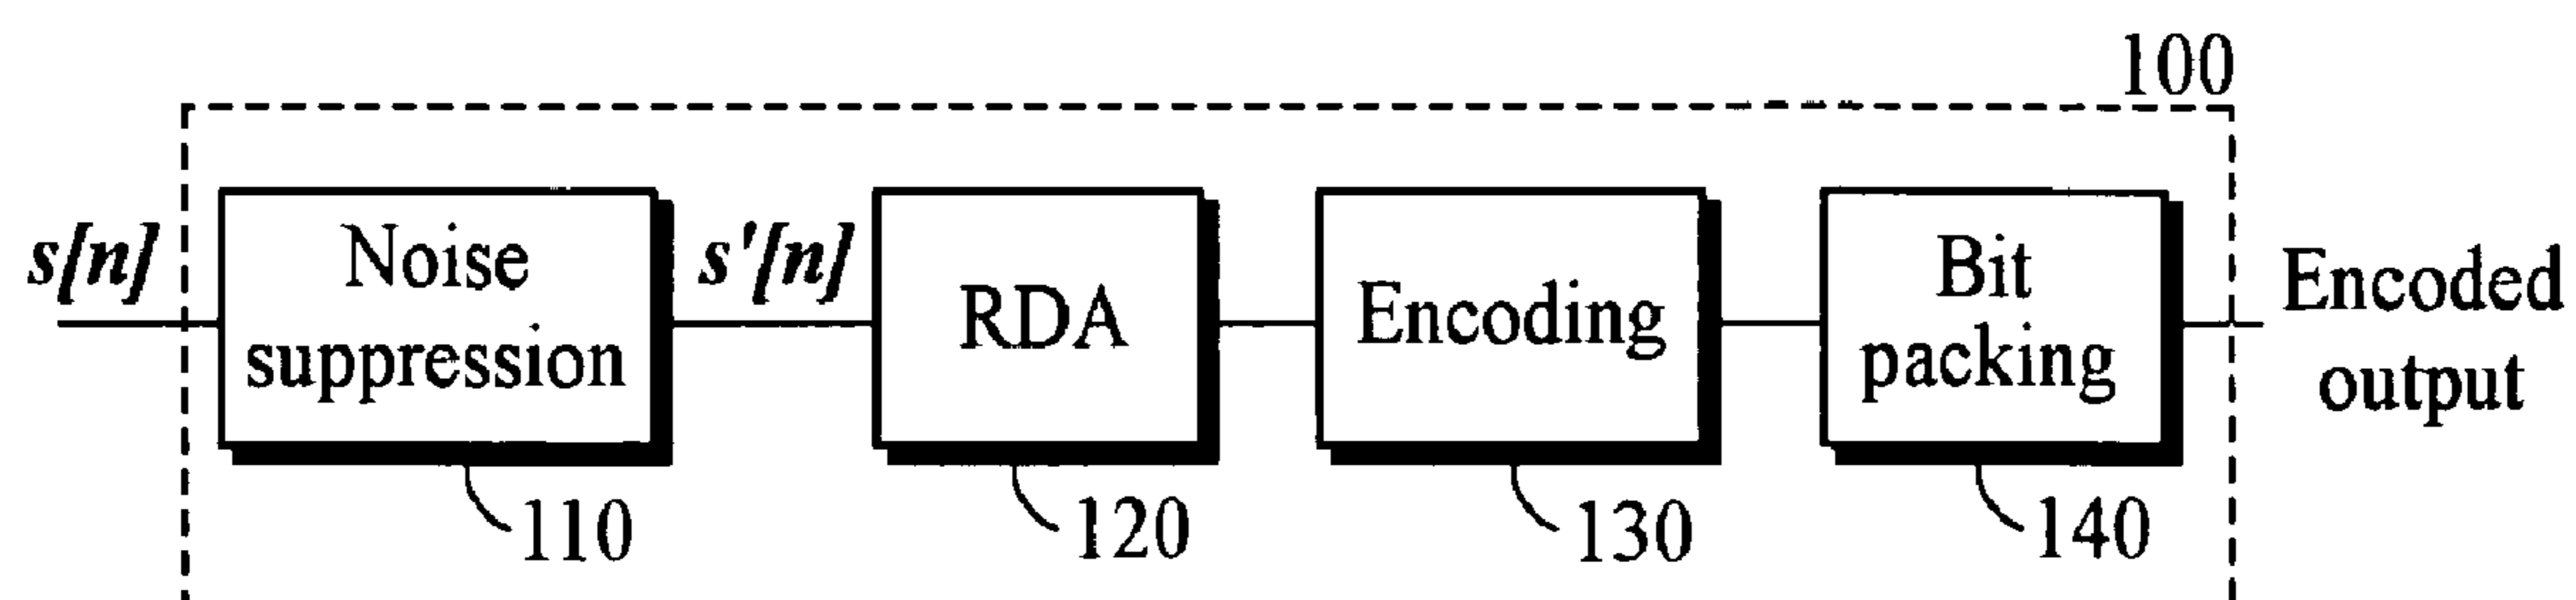 100
s[n]
Noise
suppression
s'[n]
RDA
Encoding
Bit
packing
Encoded
output
110
120
130
140